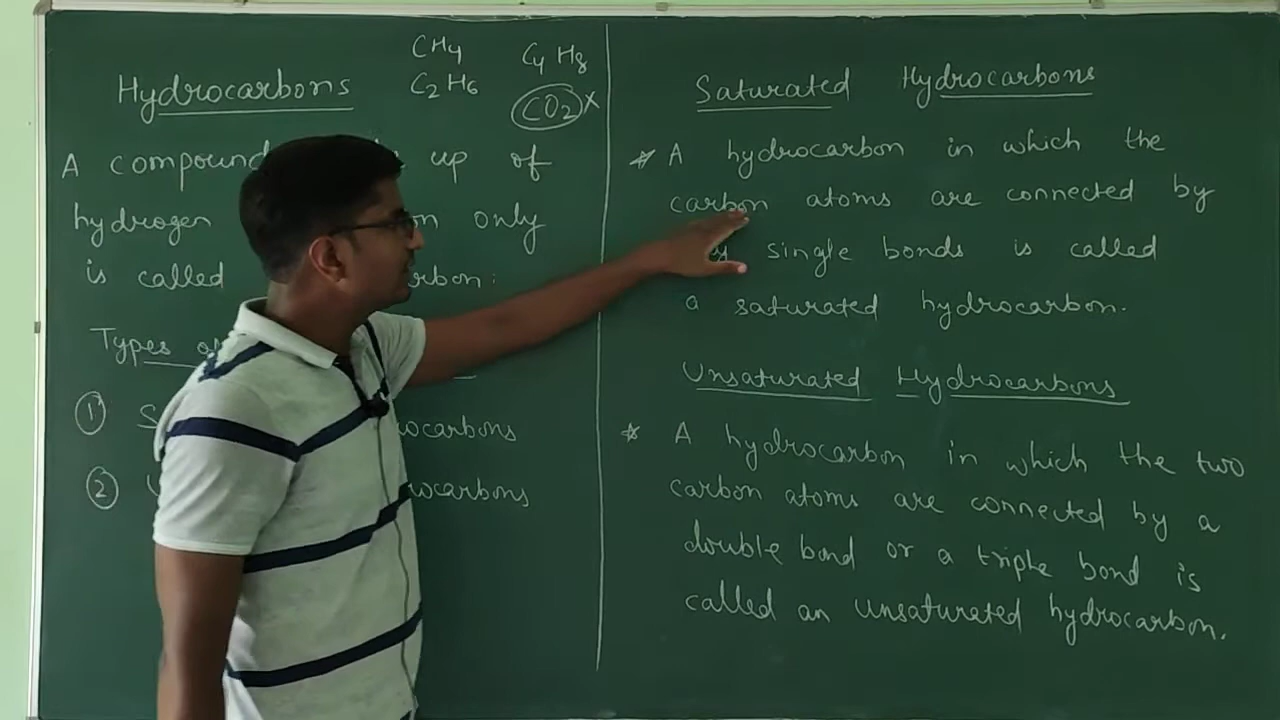 Hydrocarbons
CH4
C2H6
C4H8
CO2 ×
A compound up of
hydrogen only
is called
Types
①
ocarbons
②
ocarbons
Saturated Hydrocarbons
* A hydrocarbon in which the
carbon atoms are connected by
single bonds is called
a saturated hydrocarbon.
Unsaturated Hydrocarbons
* A hydrocarbon in which the two
carbon atoms are connected by a
double bond or a triple bond is
called an unsaturated hydrocarbon.